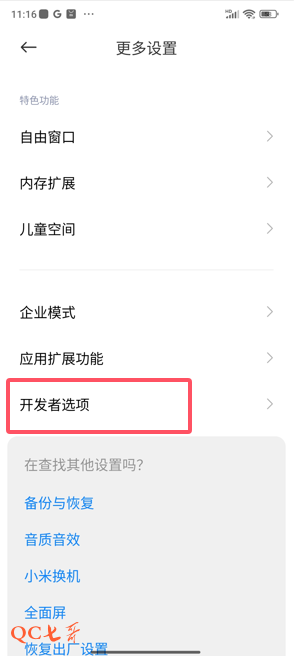 11:16
更多设置
特色功能
自由窗口
内存扩展
儿童空间
企业模式
应用扩展功能
开发者选项
在查找其他设置吗?
备份与恢复
音质音效
小米换机
全面屏
QC七哥
恢复出厂设置